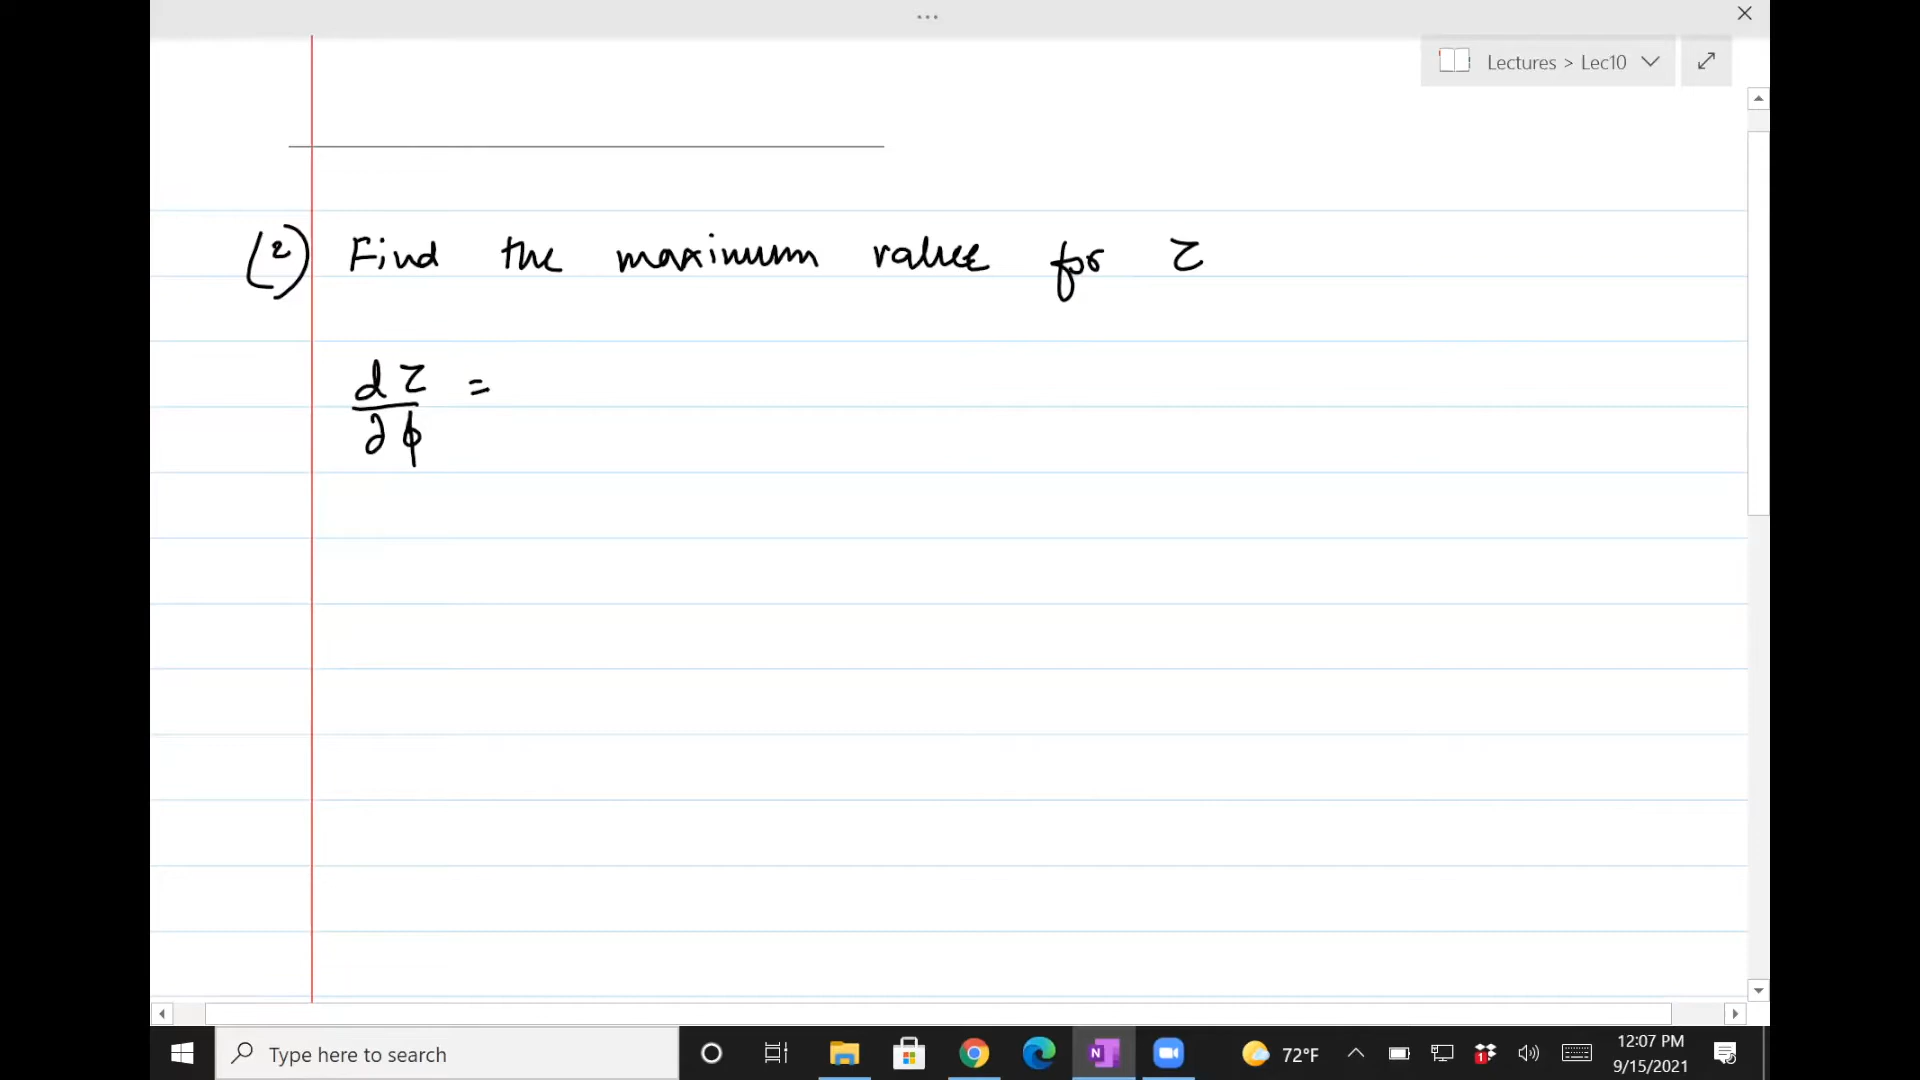 Lectures > Lec10
(2) Find the maximum value for τ
dτ =
∂ϕ
Type here to search
72°F
12:07 PM
9/15/2021